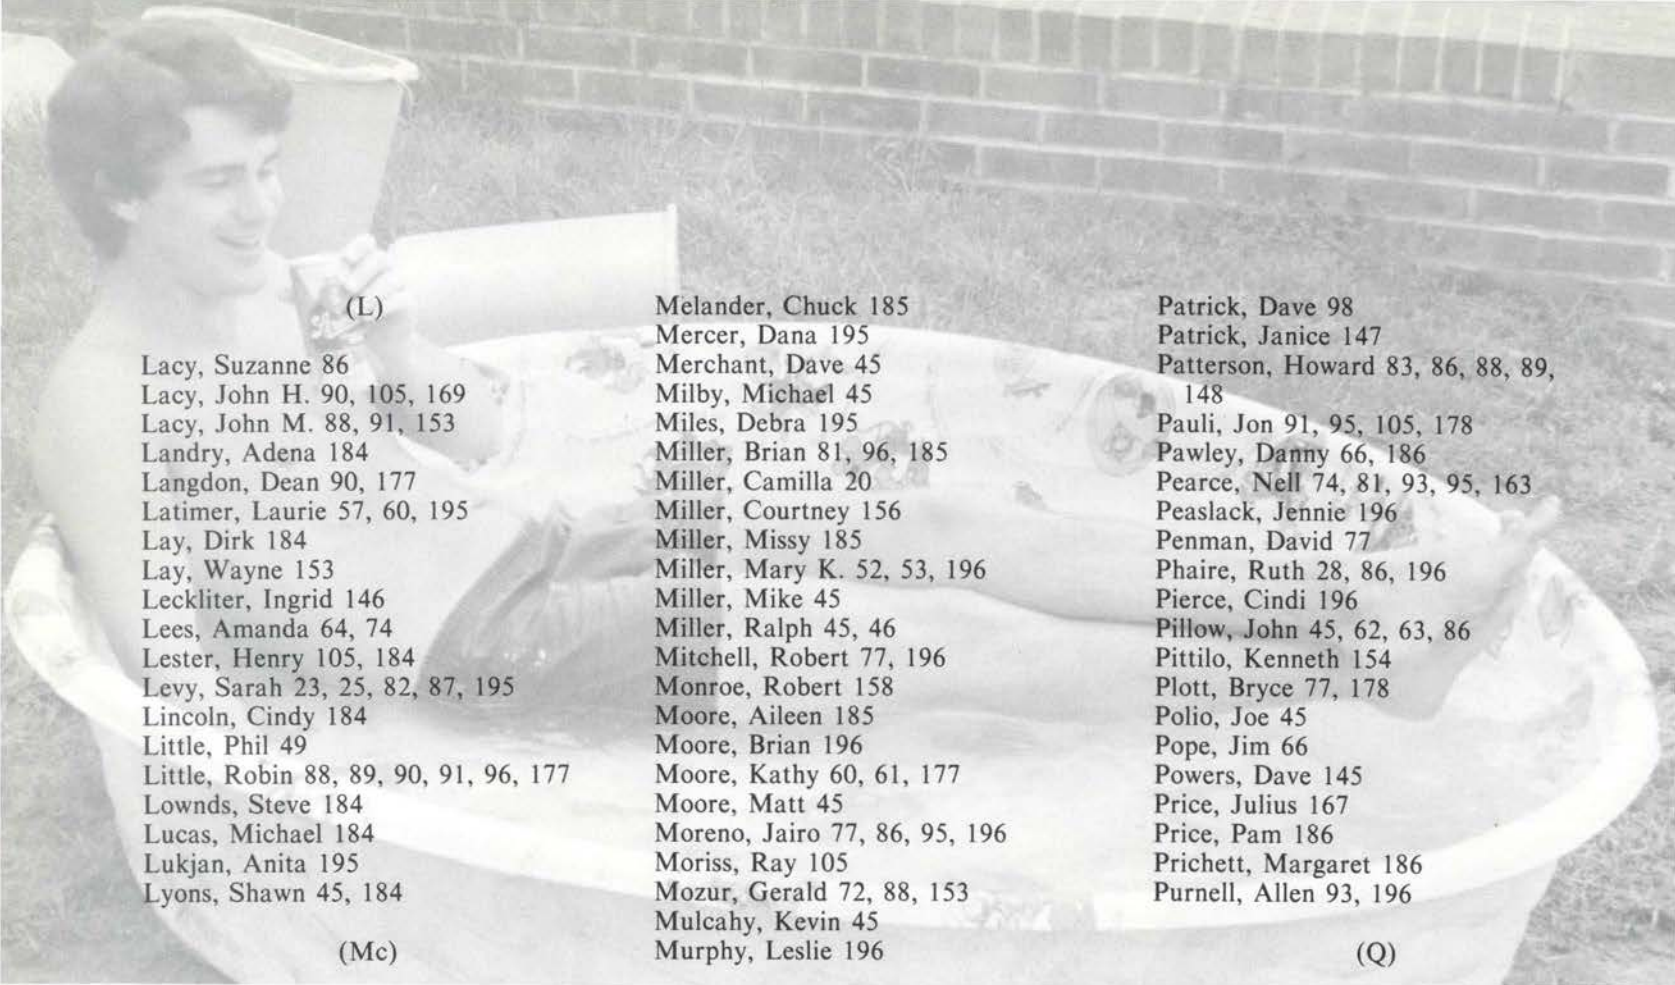 (L)
Lacy, Suzanne 86
Lacy, John H. 90, 105, 169
Lacy, John M. 88, 91, 153
Landry, Adena 184
Langdon, Dean 90, 177
Latimer, Laurie 57, 60, 195
Lay, Dirk 184
Lay, Wayne 153
Leckliter, Ingrid 146
Lees, Amanda 64, 74
Lester, Henry 105, 184
Levy, Sarah 23, 25, 82, 87, 195
Lincoln, Cindy 184
Little, Phil 49
Little, Robin 88, 89, 90, 91, 96, 177
Lownds, Steve 184
Lucas, Michael 184
Lukjan, Anita 195
Lyons, Shawn 45, 184
(Mc)
Melander, Chuck 185
Mercer, Dana 195
Merchant, Dave 45
Milby, Michael 45
Miles, Debra 195
Miller, Brian 81, 96, 185
Miller, Camilla 20
Miller, Courtney 156
Miller, Missy 185
Miller, Mary K. 52, 53, 196
Miller, Mike 45
Miller, Ralph 45, 46
Mitchell, Robert 77, 196
Monroe, Robert 158
Moore, Aileen 185
Moore, Brian 196
Moore, Kathy 60, 61, 177
Moore, Matt 45
Moreno, Jairo 77, 86, 95, 196
Moriss, Ray 105
Mozur, Gerald 72, 88, 153
Mulcahy, Kevin 45
Murphy, Leslie 196
Patrick, Dave 98
Patrick, Janice 147
Patterson, Howard 83, 86, 88, 89,
148
Pauli, Jon 91, 95, 105, 178
Pawley, Danny 66, 186
Pearce, Nell 74, 81, 93, 95, 163
Peaslack, Jennie 196
Penman, David 77
Phaire, Ruth 28, 86, 196
Pierce, Cindi 196
Pillow, John 45, 62, 63, 86
Pittilo, Kenneth 154
Plott, Bryce 77, 178
Polio, Joe 45
Pope, Jim 66
Powers, Dave 145
Price, Julius 167
Price, Pam 186
Prichett, Margaret 186
Purnell, Allen 93, 196
(Q)